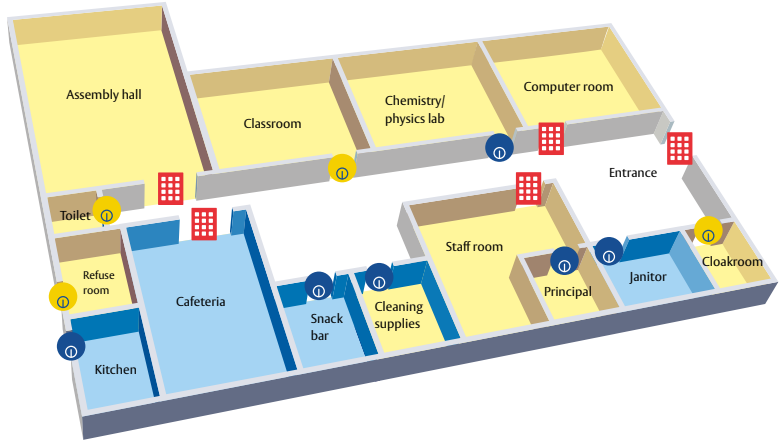 Assembly hall
Classroom
Chemistry/
physics lab
Computer room
Entrance
Toilet
Staff room
Refuse
room
Cafeteria
Snack
bar
Cleaning
supplies
Principal
Janitor
Cloakroom
Kitchen